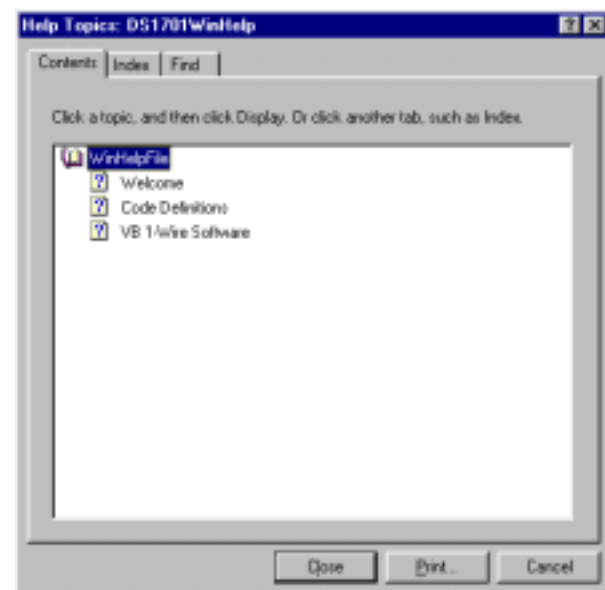 Help Topics: DS1701WinHelp
Contents Index Find
Click a topic, and then click Display. Or click another tab, such as Index.
WinHelpFile
Welcome
Code Definitions
VB 1-Wire Software
Close Print... Cancel